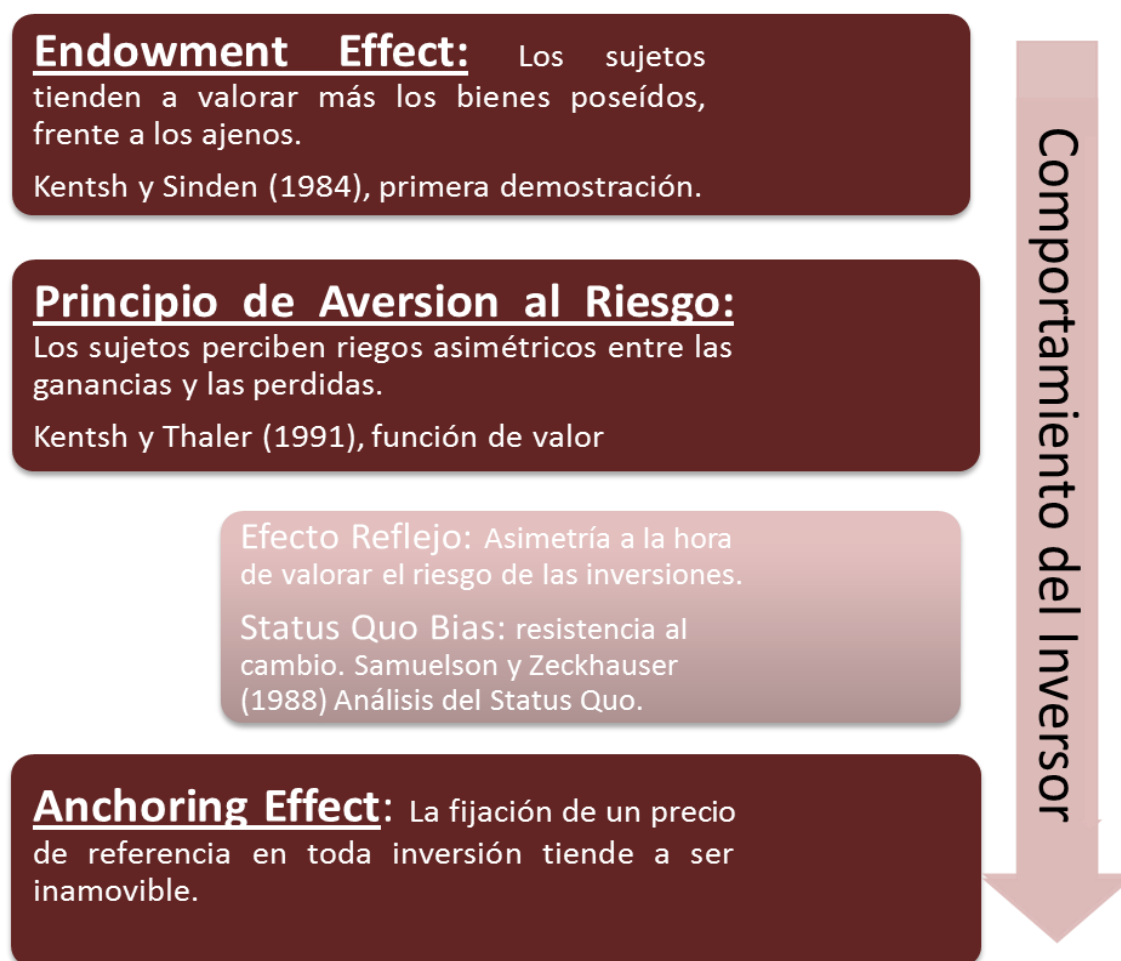 Endowment Effect: Los sujetos
tienden a valorar más los bienes poseídos,
frente a los ajenos.
Kentsh y Sinden (1984), primera demostración.
Principio de Aversion al Riesgo:
Los sujetos perciben riegos asimétricos entre las
ganancias y las perdidas.
Kentsh y Thaler (1991), función de valor
Efecto Reflejo: Asimetría a la hora
de valorar el riesgo de las inversiones.
Status Quo Bias: resistencia al
cambio. Samuelson y Zeckhauser
(1988) Análisis del Status Quo.
Anchoring Effect: La fijación de un precio
de referencia en toda inversión tiende a ser
inamovible.
Comportamiento del Inversor